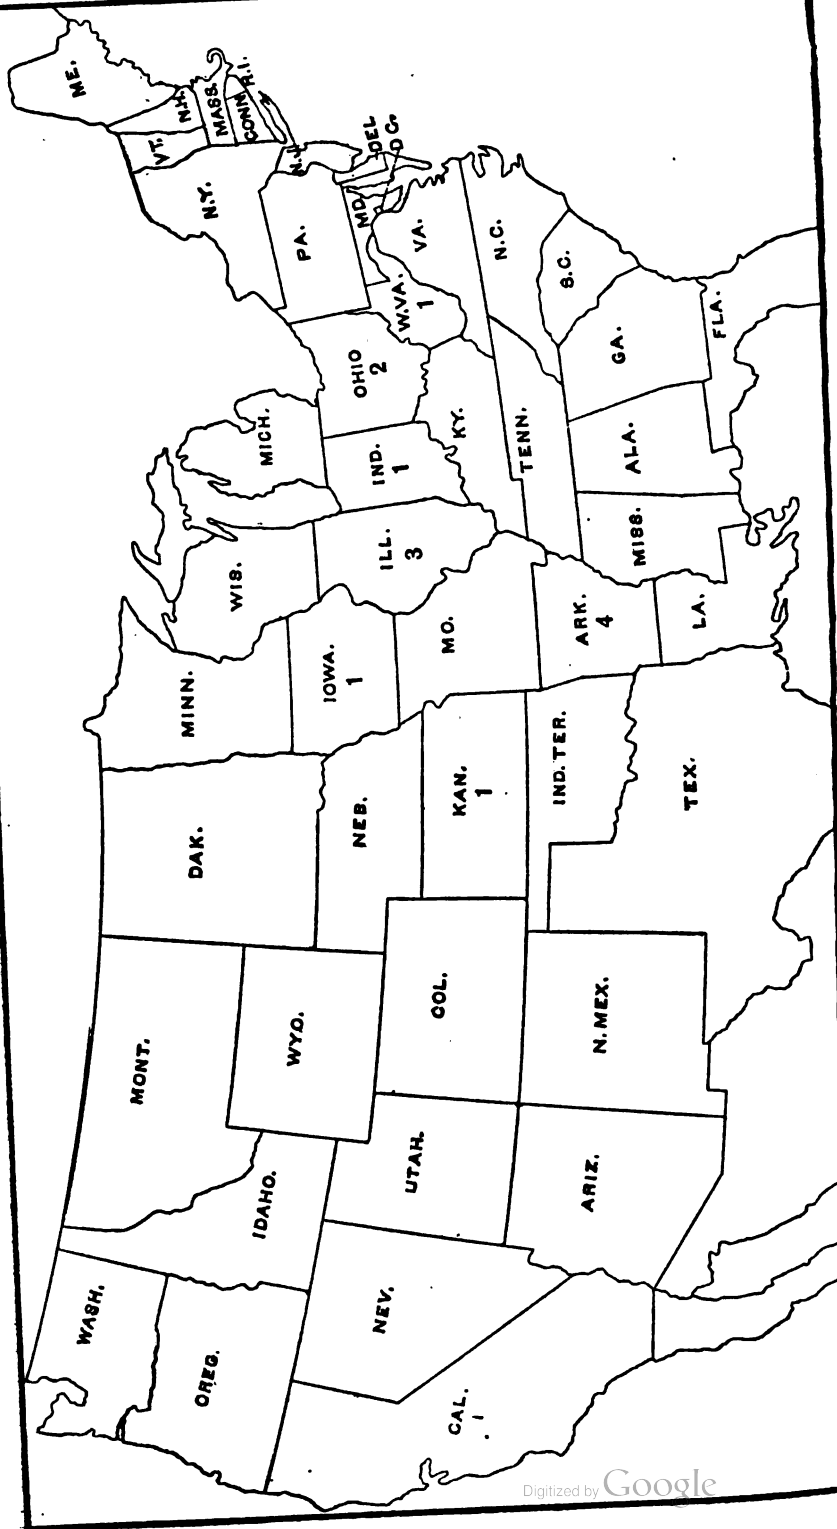 ME.
N.H.
VT.
MASS.
CONN.
R.I.
N.Y.
N.J.
PA.
DEL
D C.
MD.
VA.
W.VA.
1
N.C.
S.C.
GA.
FLA.
OHIO
2
KY.
TENN.
ALA.
MISS.
MICH.
IND.
1
ILL.
3
WIS.
MINN.
IOWA.
1
MO.
ARK.
4
LA.
DAK.
NEB.
KAN.
1
IND. TER.
TEX.
MONT.
WYO.
COL.
N. MEX.
IDAHO.
UTAH.
ARIZ.
WASH.
OREG.
NEV.
CAL.
1
Digitized by Google